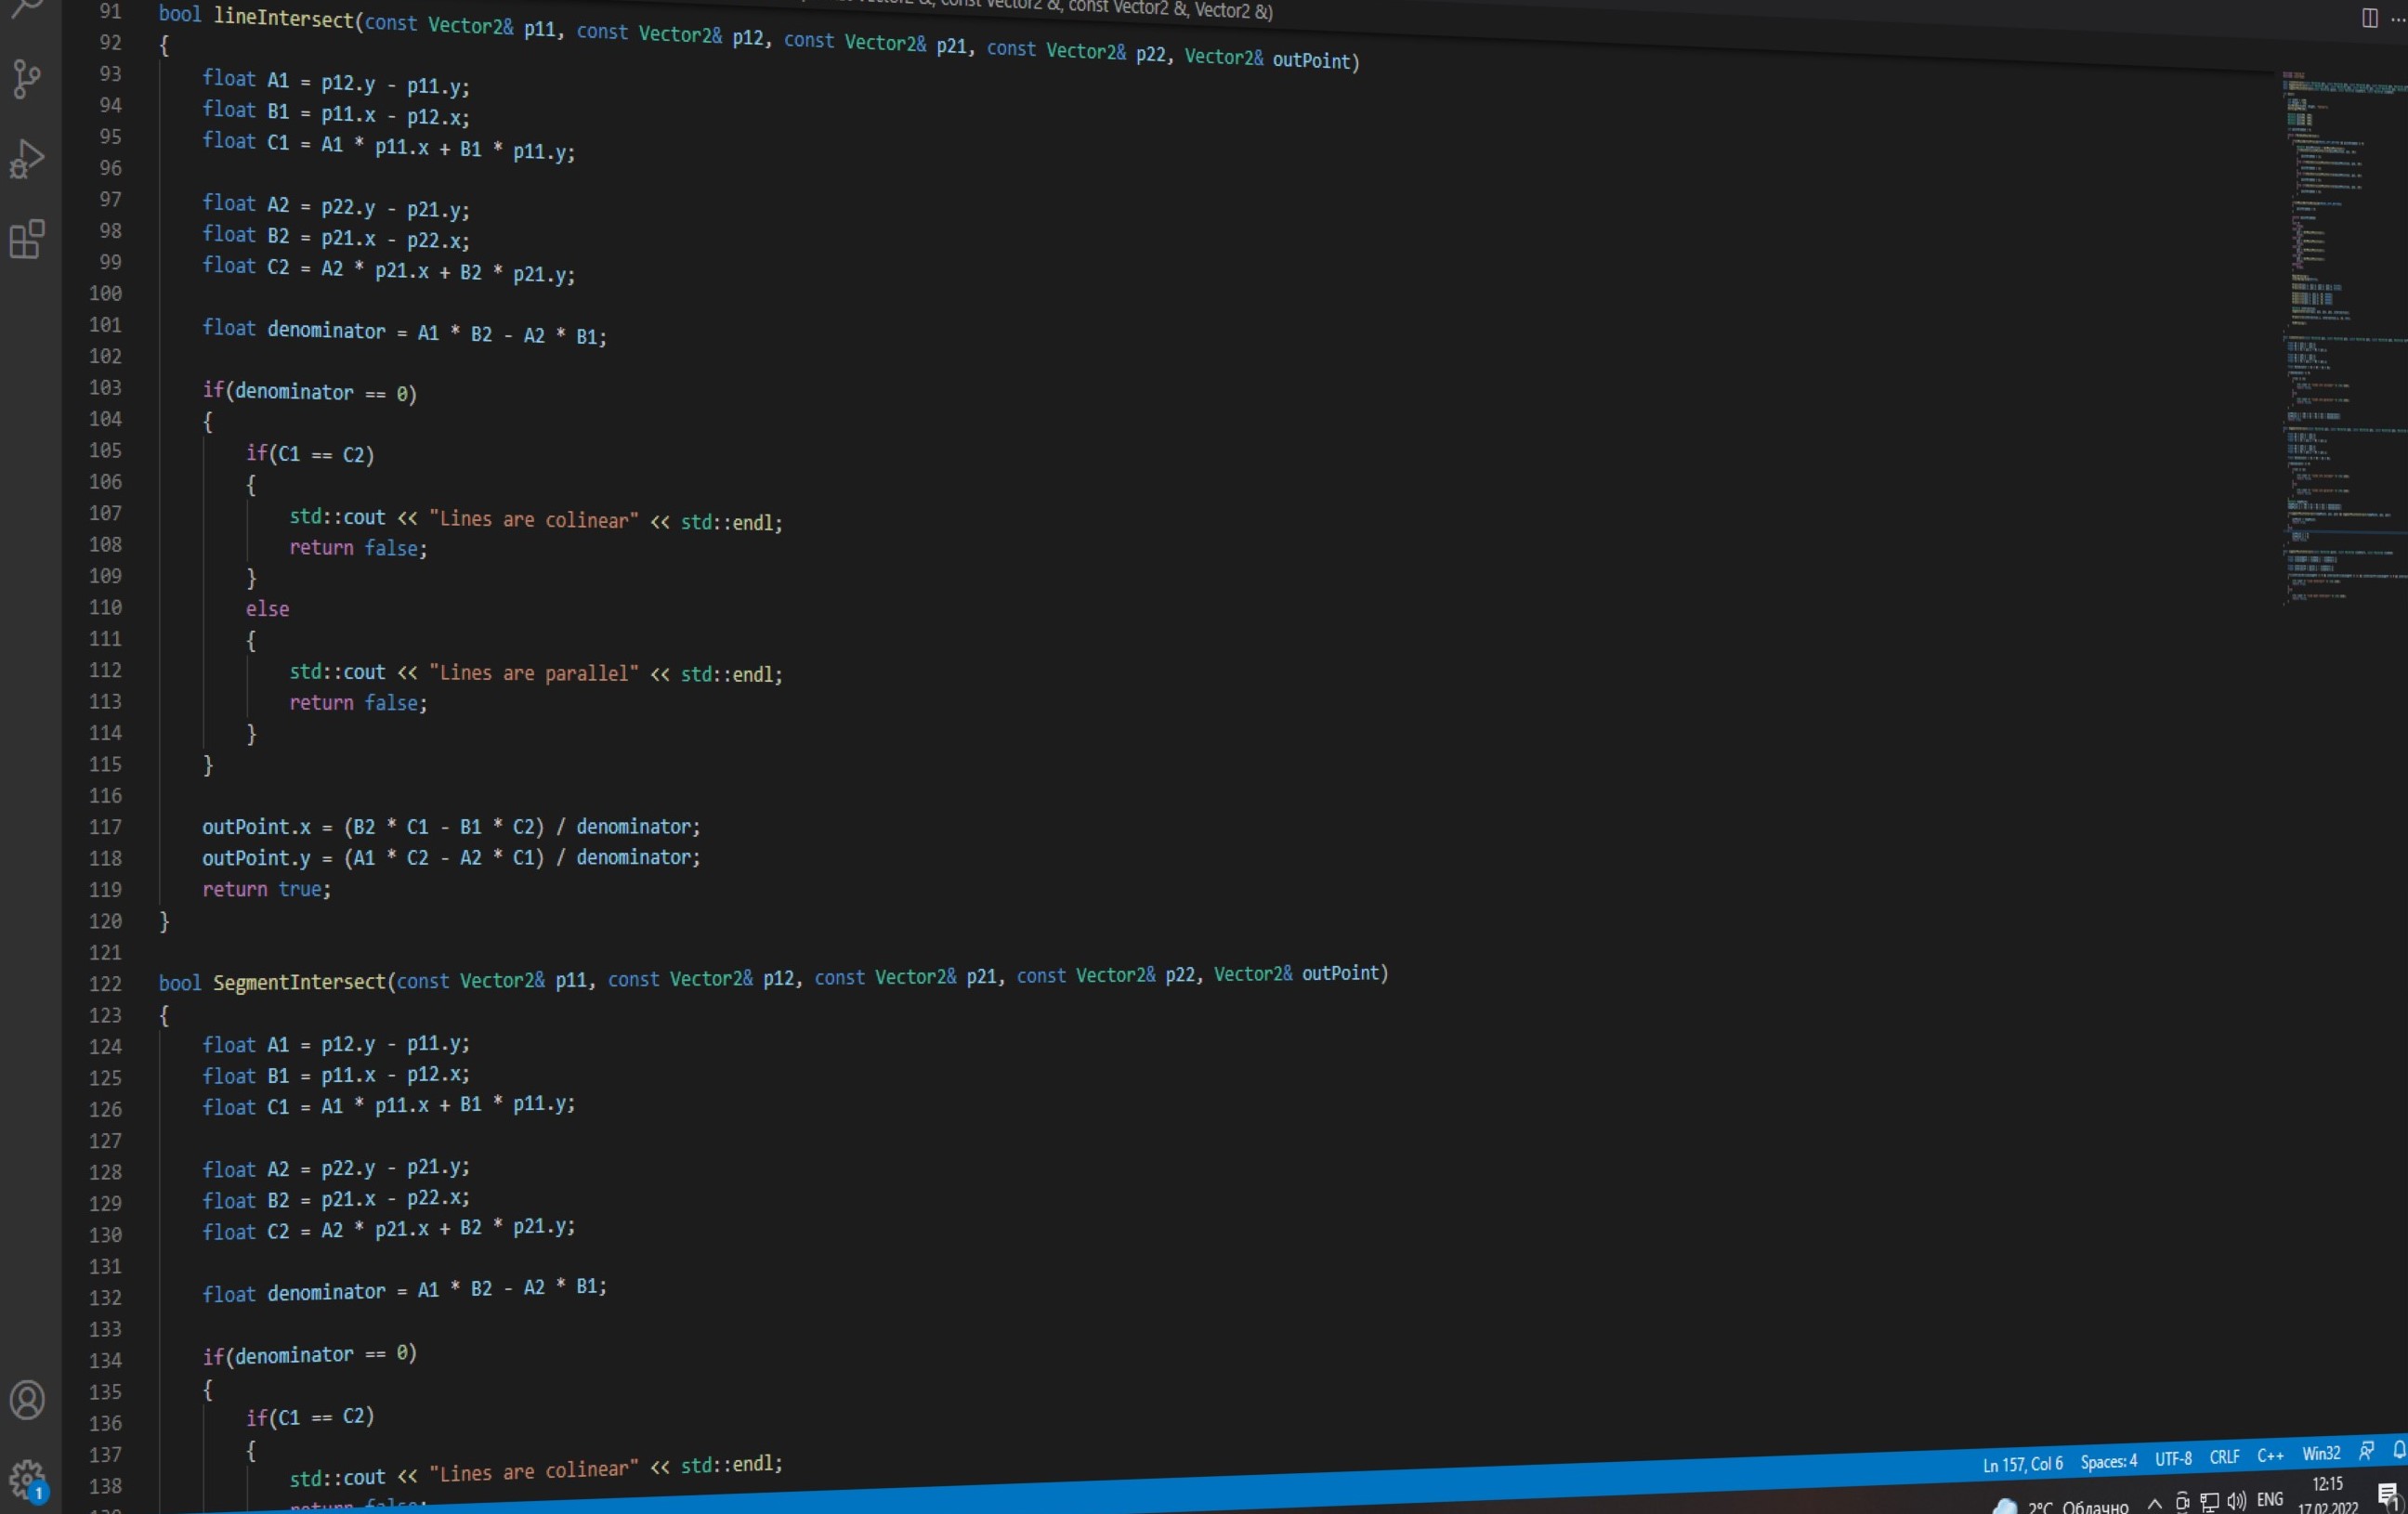 const Vector2 &, const Vector2 &, Vector2 &)
91 bool lineIntersect(const Vector2& p11, const Vector2& p12, const Vector2& p21, const Vector2& p22, Vector2& outPoint)
92 {
93 float A1 = p12.y - p11.y;
94 float B1 = p11.x - p12.x;
95 float C1 = A1 * p11.x + B1 * p11.y;
96
97 float A2 = p22.y - p21.y;
98 float B2 = p21.x - p22.x;
99 float C2 = A2 * p21.x + B2 * p21.y;
100
101 float denominator = A1 * B2 - A2 * B1;
102
103 if(denominator == 0)
104 {
105 if(C1 == C2)
106 {
107 std::cout << "Lines are colinear" << std::endl;
108 return false;
109 }
110 else
111 {
112 std::cout << "Lines are parallel" << std::endl;
113 return false;
114 }
115 }
116
117 outPoint.x = (B2 * C1 - B1 * C2) / denominator;
118 outPoint.y = (A1 * C2 - A2 * C1) / denominator;
119 return true;
120 }
121
122 bool SegmentIntersect(const Vector2& p11, const Vector2& p12, const Vector2& p21, const Vector2& p22, Vector2& outPoint)
123 {
124 float A1 = p12.y - p11.y;
125 float B1 = p11.x - p12.x;
126 float C1 = A1 * p11.x + B1 * p11.y;
127
128 float A2 = p22.y - p21.y;
129 float B2 = p21.x - p22.x;
130 float C2 = A2 * p21.x + B2 * p21.y;
131
132 float denominator = A1 * B2 - A2 * B1;
133
134 if(denominator == 0)
135 {
136 if(C1 == C2)
137 {
138 std::cout << "Lines are colinear" << std::endl;
return false;
1
Ln 157, Col 6 Spaces: 4 UTF-8 CRLF C++ Win32
2°C Облачно ENG 12:15
17.02.2022 1